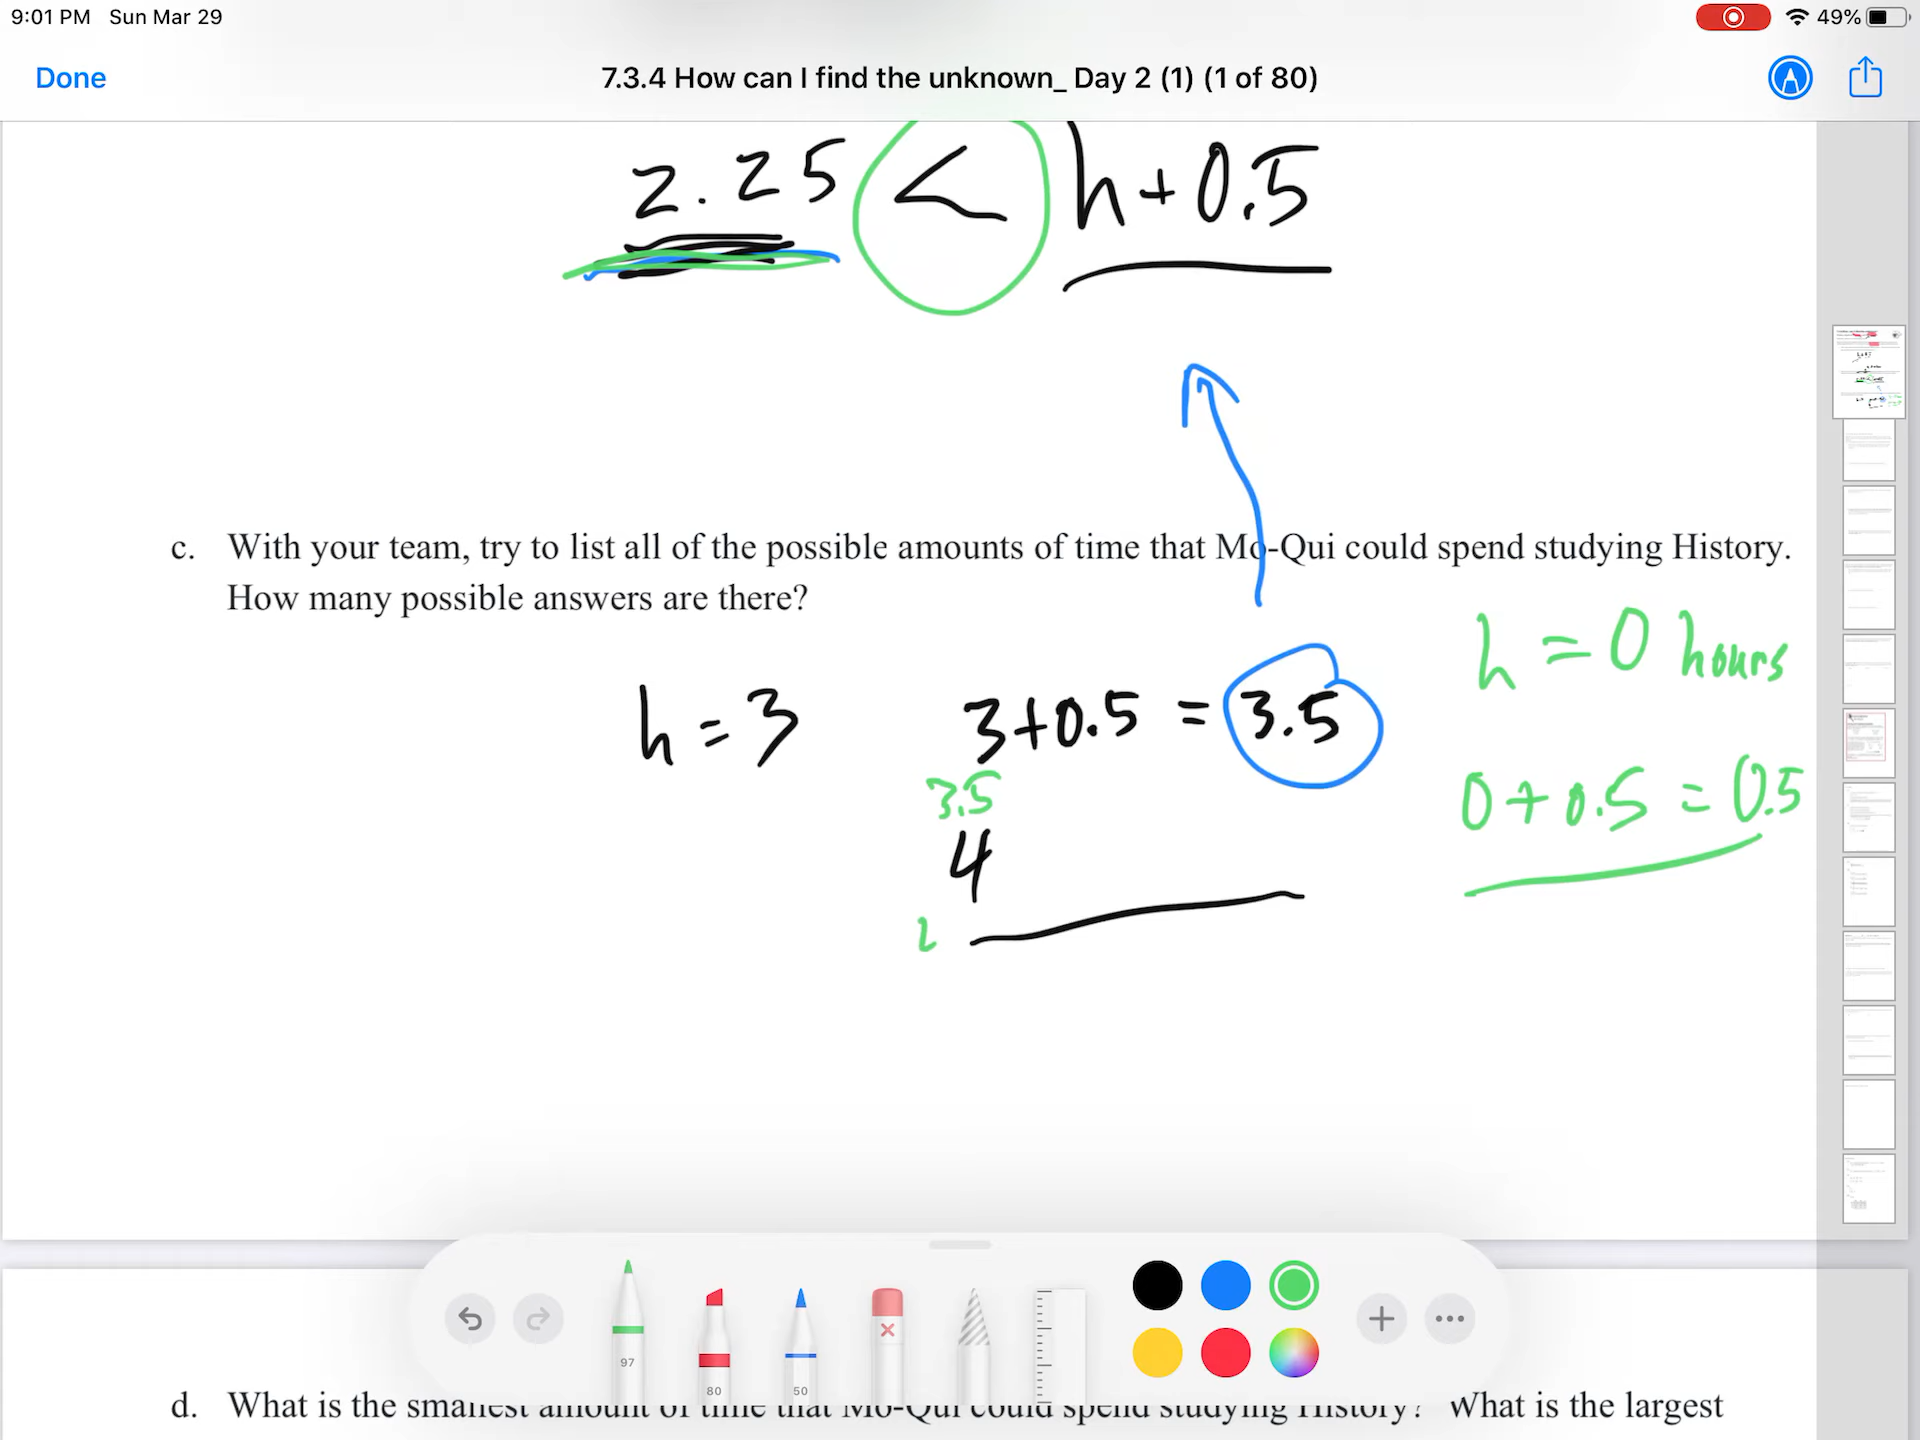 9:01 PM Sun Mar 29
49%
Done
7.3.4 How can I find the unknown_ Day 2 (1) (1 of 80)
2.25 < h+0.5
c. With your team, try to list all of the possible amounts of time that Mo-Qui could spend studying History.
How many possible answers are there?
h = 0 hours
h = 3
3+0.5 = 3.5
0+0.5 = 0.5
3.5
4
2
97
80
50
d. What is the smallest amount of time that Mo-Qui could spend studying History? What is the largest